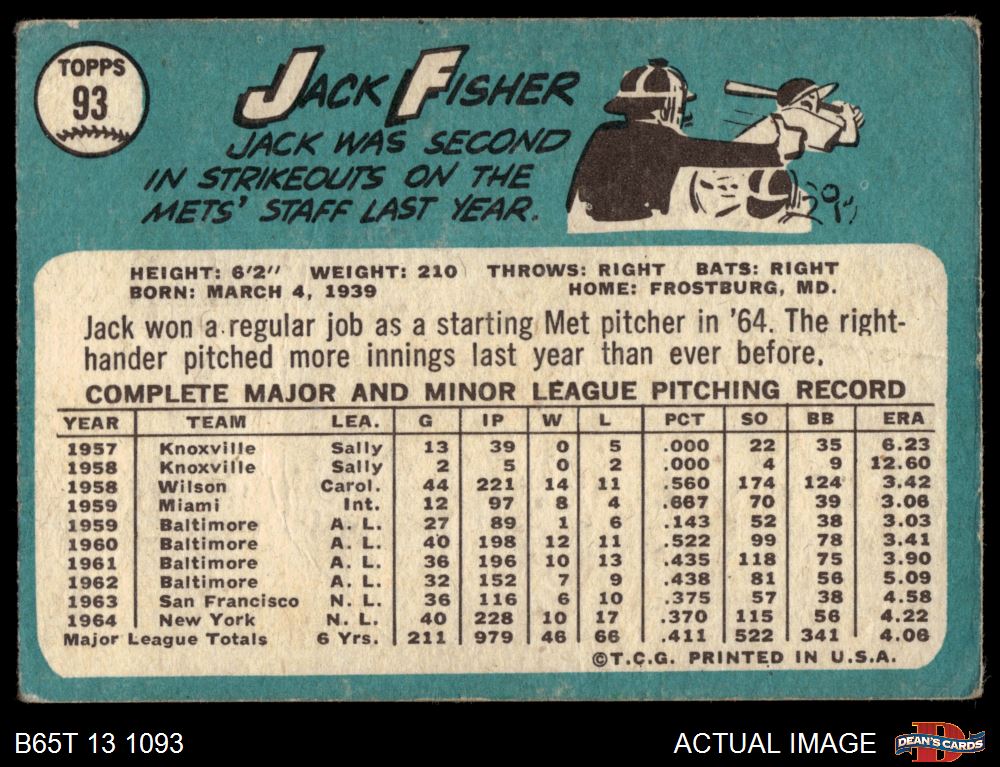 TOPPS
93
JACK FISHER
JACK WAS SECOND
IN STRIKEOUTS ON THE
METS' STAFF LAST YEAR.
HEIGHT: 6'2" WEIGHT: 210 THROWS: RIGHT BATS: RIGHT
BORN: MARCH 4, 1939 HOME: FROSTBURG, MD.
Jack won a regular job as a starting Met pitcher in '64. The right-
hander pitched more innings last year than ever before.
COMPLETE MAJOR AND MINOR LEAGUE PITCHING RECORD
YEAR TEAM LEA. G IP W L PCT SO BB ERA
1957 Knoxville Sally 13 39 0 5 .000 22 35 6.23
1958 Knoxville Sally 2 5 0 2 .000 4 9 12.60
1958 Wilson Carol. 44 221 14 11 .560 174 124 3.42
1959 Miami Int. 12 97 8 4 .667 70 39 3.06
1959 Baltimore A. L. 27 89 1 6 .143 52 38 3.03
1960 Baltimore A. L. 40 198 12 11 .522 99 78 3.41
1961 Baltimore A. L. 36 196 10 13 .435 118 75 3.90
1962 Baltimore A. L. 32 152 7 9 .438 81 56 5.09
1963 San Francisco N. L. 36 116 6 10 .375 57 38 4.58
1964 New York N. L. 40 228 10 17 .370 115 56 4.22
Major League Totals 6 Yrs. 211 979 46 66 .411 522 341 4.06
©T.C.G. PRINTED IN U.S.A.
B65T 13 1093
ACTUAL IMAGE
D
DEAN'S CARDS